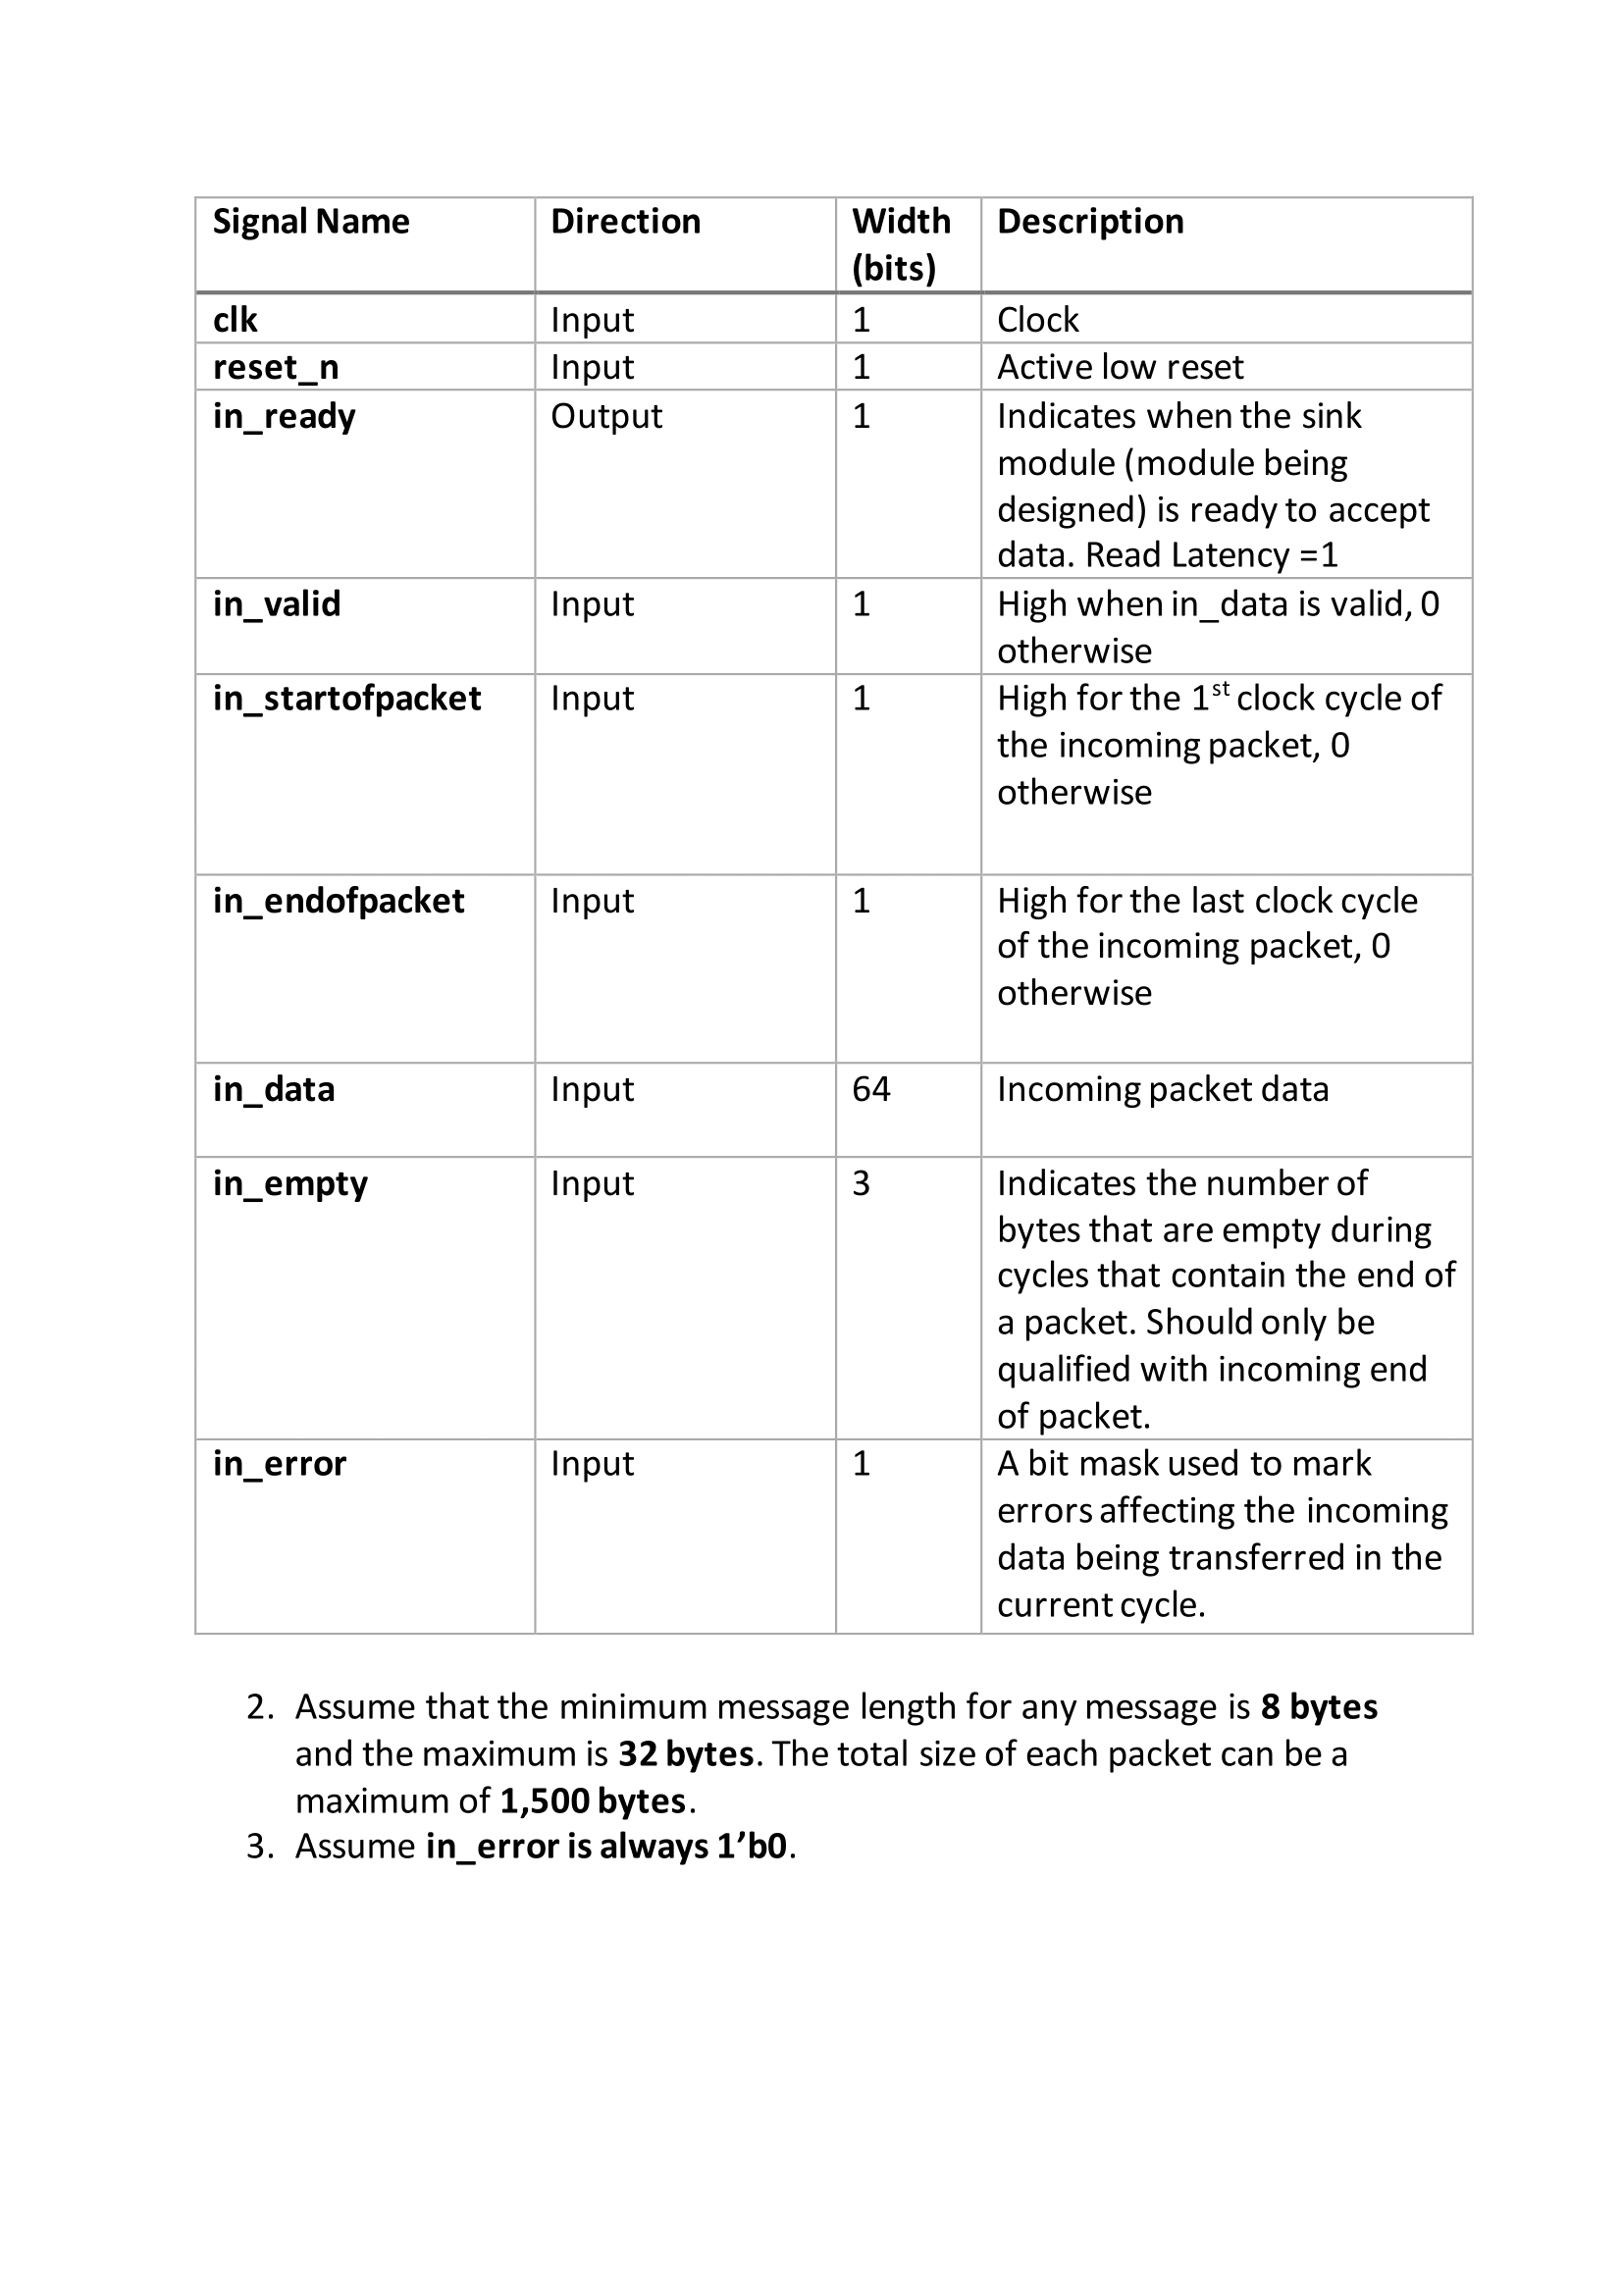 Signal Name Direction Width Description
(bits)
clk Input 1 Clock
reset_n Input 1 Active low reset
in_ready Output 1 Indicates when the sink
module (module being
designed) is ready to accept
data. Read Latency =1
in_valid Input 1 High when in_data is valid, 0
otherwise
in_startofpacket Input 1 High for the 1st clock cycle of
the incoming packet, 0
otherwise
in_endofpacket Input 1 High for the last clock cycle
of the incoming packet, 0
otherwise
in_data Input 64 Incoming packet data
in_empty Input 3 Indicates the number of
bytes that are empty during
cycles that contain the end of
a packet. Should only be
qualified with incoming end
of packet.
in_error Input 1 A bit mask used to mark
errors affecting the incoming
data being transferred in the
current cycle.
2. Assume that the minimum message length for any message is 8 bytes
and the maximum is 32 bytes. The total size of each packet can be a
maximum of 1,500 bytes.
3. Assume in_error is always 1’b0.